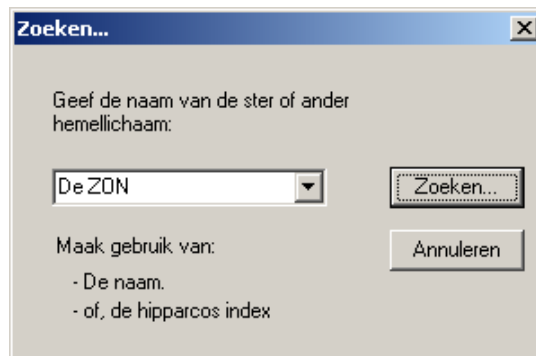 Zoeken...
Geef de naam van de ster of ander
hemellichaam:
De ZON
Zoeken...
Maak gebruik van:
Annuleren
- De naam.
- of, de hipparcos index